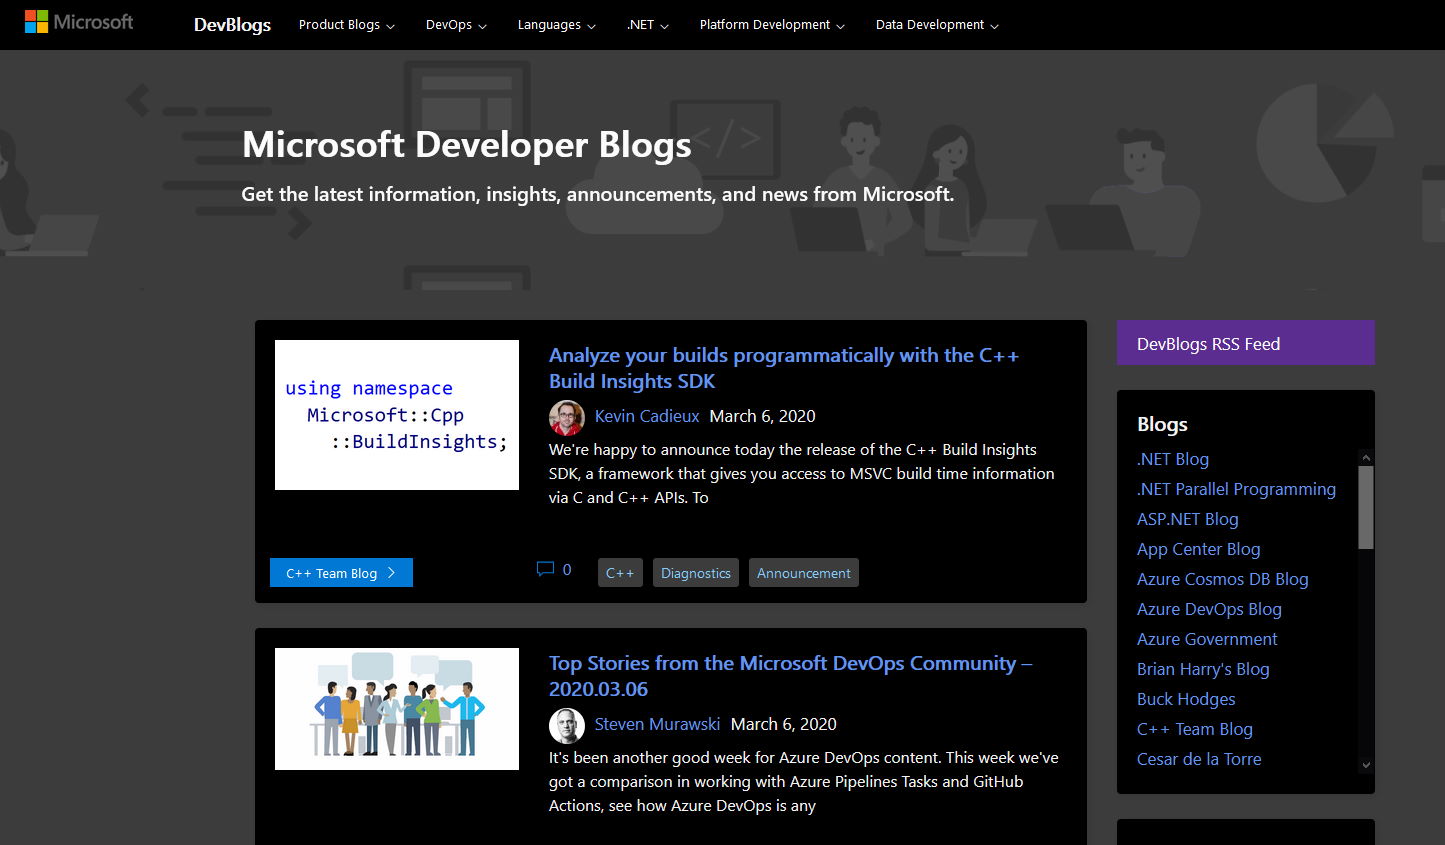 Microsoft
DevBlogs
Product Blogs
DevOps
Languages
.NET
Platform Development
Data Development
</>
Microsoft Developer Blogs
Get the latest information, insights, announcements, and news from Microsoft.
using namespace
Microsoft::Cpp
::BuildInsights;
Analyze your builds programmatically with the C++
Build Insights SDK
Kevin Cadieux March 6, 2020
We're happy to announce today the release of the C++ Build Insights
SDK, a framework that gives you access to MSVC build time information
via C and C++ APIs. To
C++ Team Blog
0
C++
Diagnostics
Announcement
Top Stories from the Microsoft DevOps Community –
2020.03.06
Steven Murawski March 6, 2020
It's been another good week for Azure DevOps content. This week we've
got a comparison in working with Azure Pipelines Tasks and GitHub
Actions, see how Azure DevOps is any
DevBlogs RSS Feed
Blogs
.NET Blog
.NET Parallel Programming
ASP.NET Blog
App Center Blog
Azure Cosmos DB Blog
Azure DevOps Blog
Azure Government
Brian Harry's Blog
Buck Hodges
C++ Team Blog
Cesar de la Torre